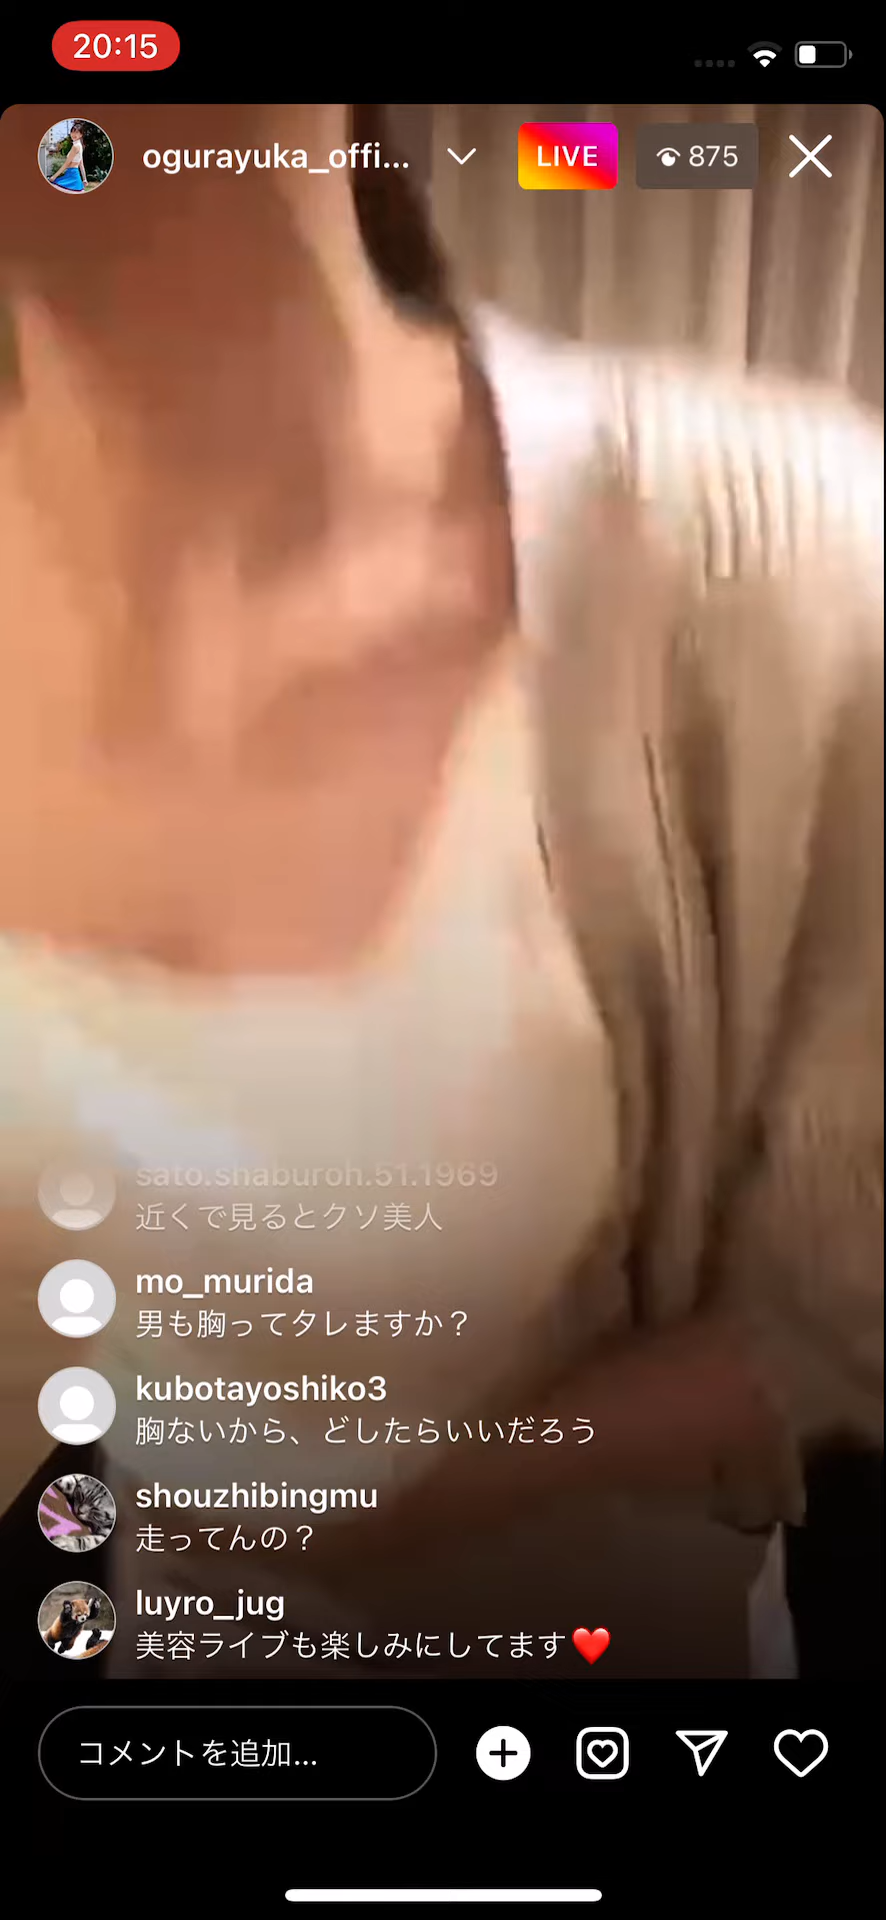 20:15
ogurayuka_offi...
LIVE
875
sato.shaburoh.51.1969
近くで見るとクソ美人
mo_murida
男も胸ってタレますか？
kubotayoshiko3
胸ないから、どしたらいいだろう
shouzhibingmu
走ってんの？
luyro_jug
美容ライブも楽しみにしてます❤️
コメントを追加...